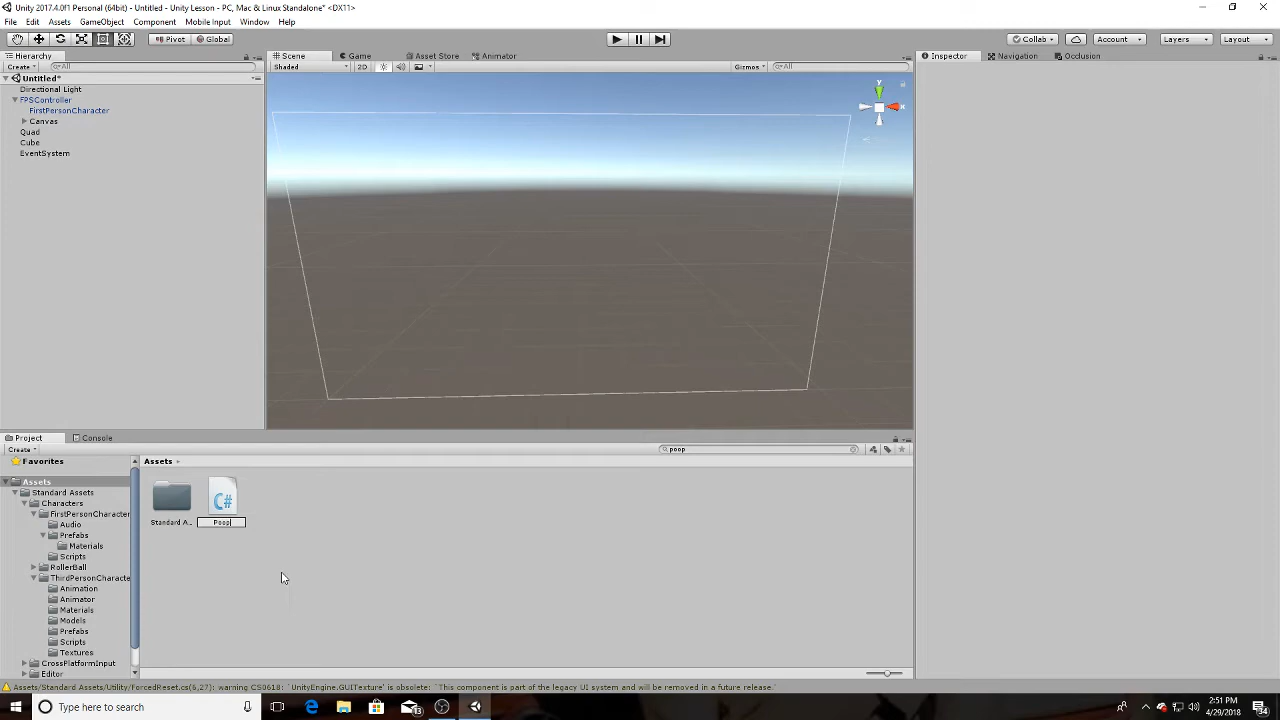 Unity 2017.4.0f1 Personal (64bit) - Untitled - Unity Lesson - PC, Mac & Linux Standalone* <DX11>
File Edit Assets GameObject Component Mobile Input Window Help
Pivot Global Collab Account Layers Layout
Hierarchy Scene Game Asset Store Animator Inspector Navigation Occlusion
Create All Shaded 2D Gizmos All
Untitled*
Directional Light
FPSController
FirstPersonCharacter
Canvas
Quad
Cube
EventSystem
Y
X
Project Console
Create poop
Favorites Assets
Assets
Standard Assets
Characters
FirstPersonCharacter
Audio
Prefabs
Materials
Scripts
RollerBall
ThirdPersonCharacte
Animation
Animator
Materials
Models
Prefabs
Scripts
Textures
CrossPlatformInput
Editor
C#
Standard A... Poop
Assets/Standard Assets/Utility/ForcedReset.cs(6,27): warning CS0618: `UnityEngine.GUITexture' is obsolete: `This component is part of the legacy UI system and will be removed in a future release.'
Type here to search
13
2:51 PM
4/29/2018